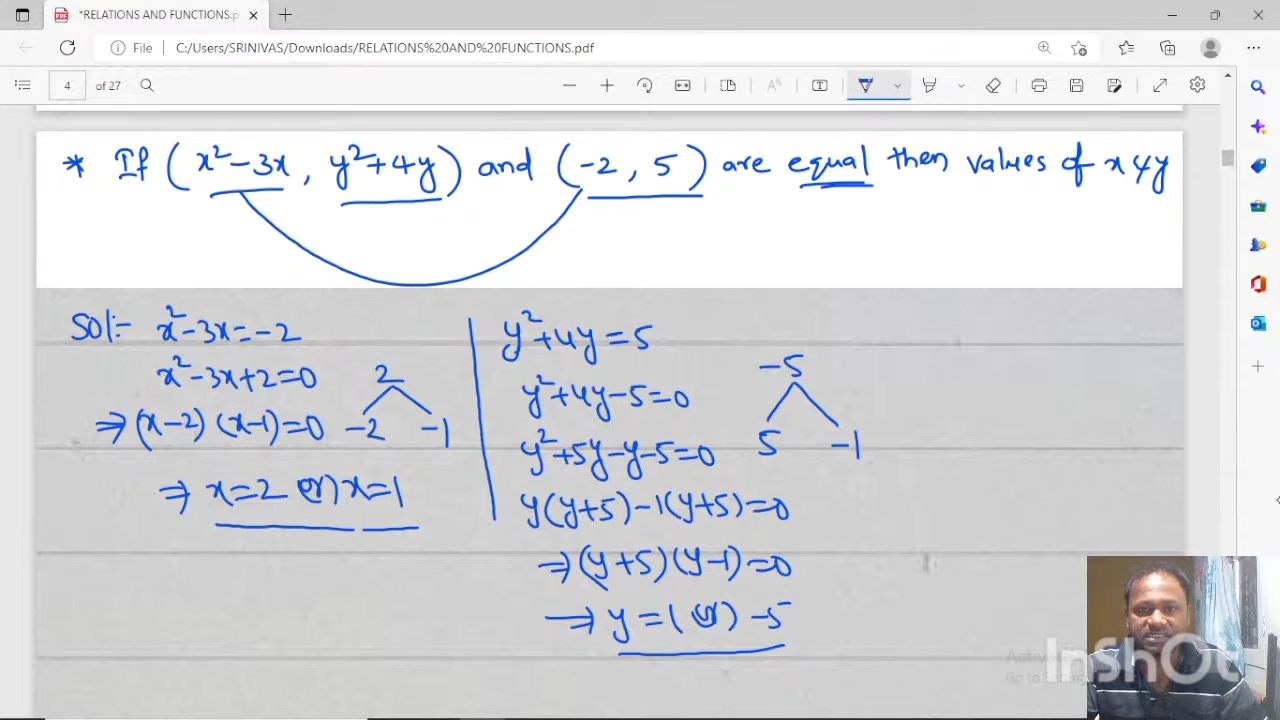 *RELATIONS AND FUNCTIONS.p
File C:/Users/SRINIVAS/Downloads/RELATIONS%20AND%20FUNCTIONS.pdf
4 of 27
* If (x²-3x, y²+4y) and (-2, 5) are equal then values of x & y
Sol:- x²-3x=-2
x²-3x+2=0
2
⇒(x-2)(x-1)=0
-2 -1
⇒ x=2 (or) x=1
y²+4y=5
y²+4y-5=0
-5
5 -1
y²+5y-y-5=0
y(y+5)-1(y+5)=0
⇒(y+5)(y-1)=0
⇒ y=1 (or) -5
InShOt